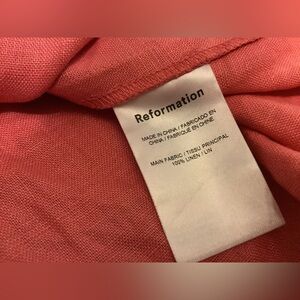 Reformation
MADE IN CHINA / FABRICADO EN
CHINA / FABRIQUÉ EN CHINE
MAIN FABRIC / TISSU PRINCIPAL
100% LINEN / LIN